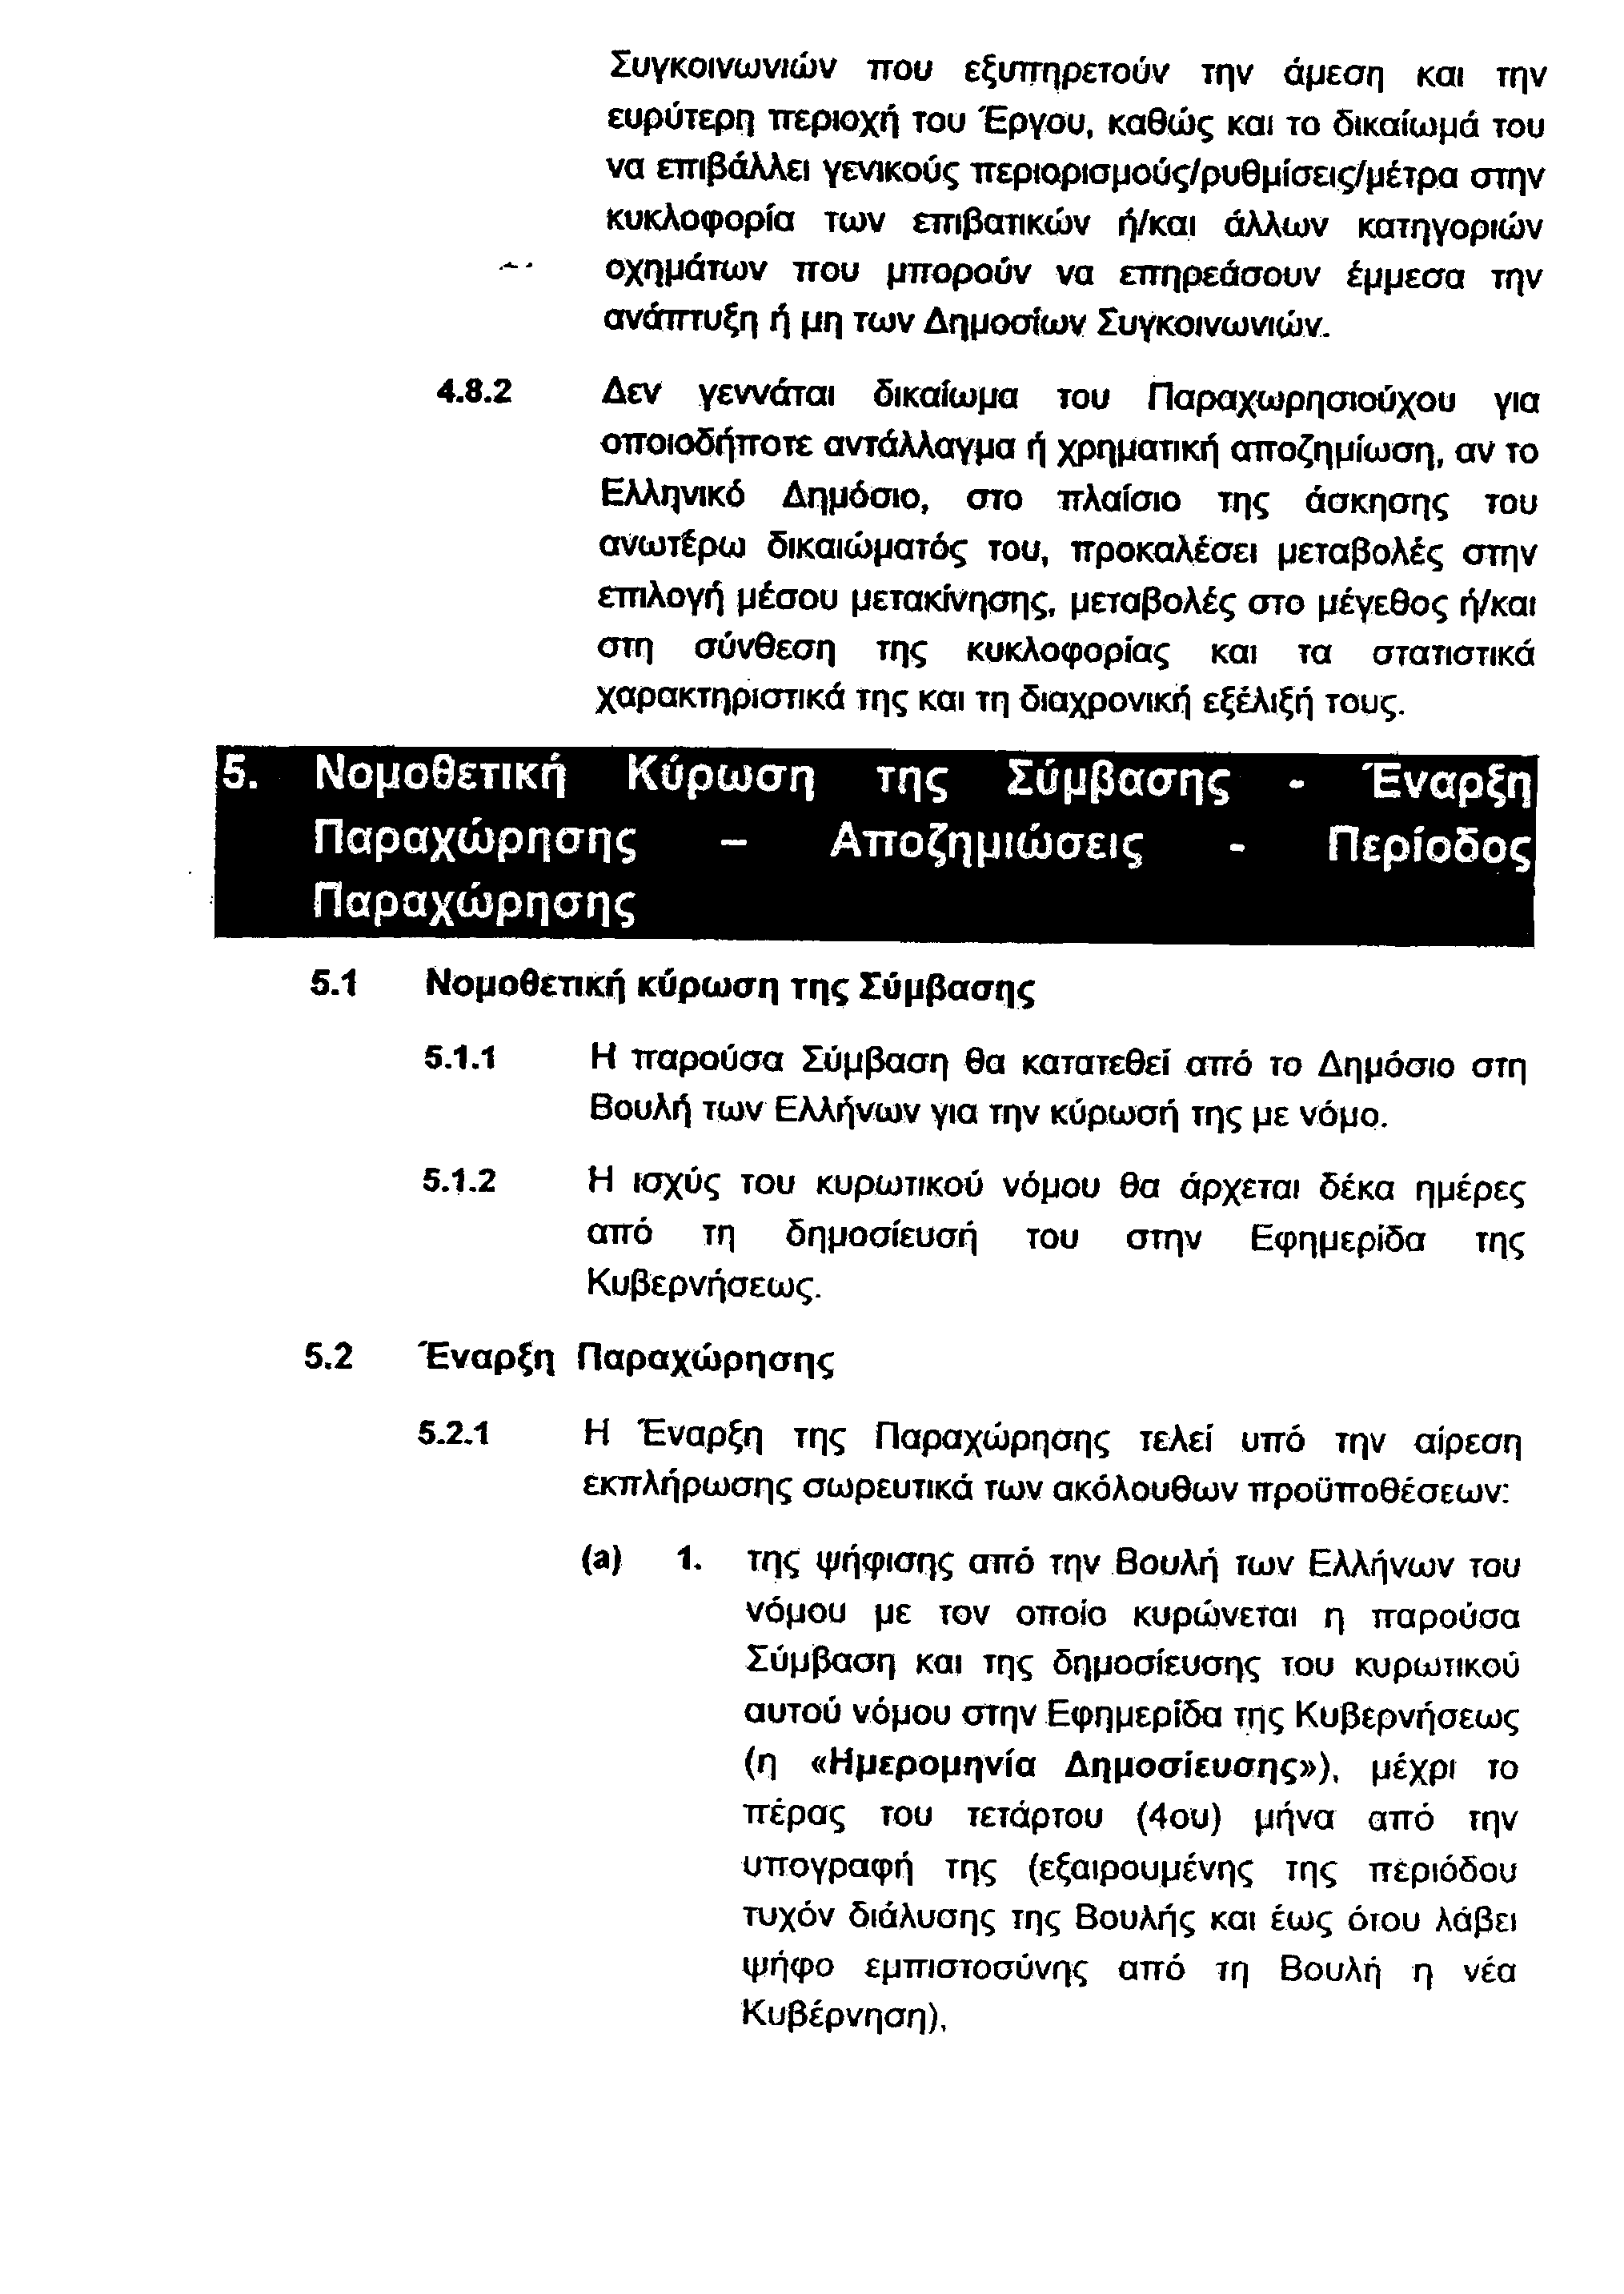 Συγκοινωνιών που εξυπηρετούν την άμεση και την
ευρύτερη περιοχή του Έργου, καθώς και το δικαίωμά του
να επιβάλλει γενικούς περιορισμούς/ρυθμίσεις/μέτρα στην
κυκλοφορία των επιβατικών ή/και άλλων κατηγοριών
οχημάτων που μπορούν να επηρεάσουν έμμεσα την
ανάπτυξη ή μη των Δημοσίων Συγκοινωνιών.
4.8.2 Δεν γεννάται δικαίωμα του Παραχωρησιούχου για
οποιοδήποτε αντάλλαγμα ή χρηματική αποζημίωση, αν το
Ελληνικό Δημόσιο, στο πλαίσιο της άσκησης του
ανωτέρω δικαιώματός του, προκαλέσει μεταβολές στην
επιλογή μέσου μετακίνησης, μεταβολές στο μέγεθος ή/και
στη σύνθεση της κυκλοφορίας και τα στατιστικά
χαρακτηριστικά της και τη διαχρονική εξέλιξή τους.
5. Νομοθετική Κύρωση της Σύμβασης - Έναρξη
Παραχώρησης – Αποζημιώσεις - Περίοδος
Παραχώρησης
5.1 Νομοθετική κύρωση της Σύμβασης
5.1.1 Η παρούσα Σύμβαση θα κατατεθεί από το Δημόσιο στη
Βουλή των Ελλήνων για την κύρωσή της με νόμο.
5.1.2 Η ισχύς του κυρωτικού νόμου θα άρχεται δέκα ημέρες
από τη δημοσίευσή του στην Εφημερίδα της
Κυβερνήσεως.
5.2 Έναρξη Παραχώρησης
5.2.1 Η Έναρξη της Παραχώρησης τελεί υπό την αίρεση
εκπλήρωσης σωρευτικά των ακόλουθων προϋποθέσεων:
(a) 1. της ψήφισης από την Βουλή των Ελλήνων του
νόμου με τον οποίο κυρώνεται η παρούσα
Σύμβαση και της δημοσίευσης του κυρωτικού
αυτού νόμου στην Εφημερίδα της Κυβερνήσεως
(η «Ημερομηνία Δημοσίευσης»), μέχρι το
πέρας του τετάρτου (4ου) μήνα από την
υπογραφή της (εξαιρουμένης της περιόδου
τυχόν διάλυσης της Βουλής και έως ότου λάβει
ψήφο εμπιστοσύνης από τη Βουλή η νέα
Κυβέρνηση),